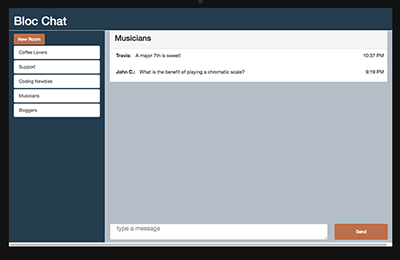 Bloc Chat
New Room
Coffee Lovers
Support
Coding Newbies
Musicians
Bloggers
Musicians
Travis: A major 7th is sweet! 10:37 PM
John C.: What is the benefit of playing a chromatic scale? 9:19 PM
type a message
Send